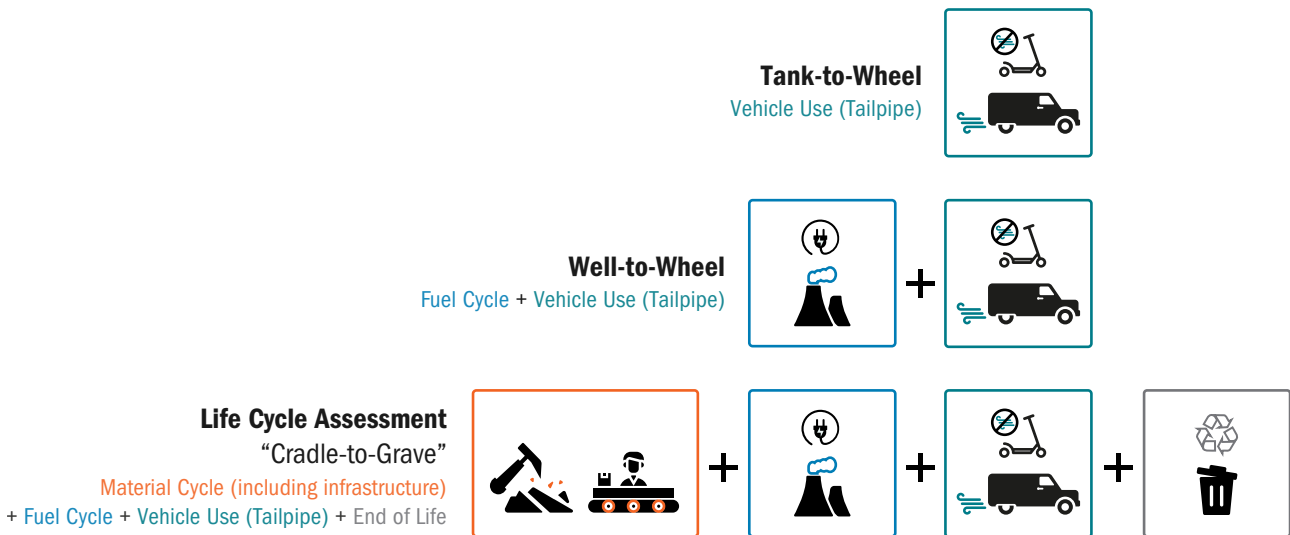 Tank-to-Wheel
Vehicle Use (Tailpipe)
Well-to-Wheel
Fuel Cycle + Vehicle Use (Tailpipe)
+
Life Cycle Assessment
“Cradle-to-Grave”
Material Cycle (including infrastructure)
+ Fuel Cycle + Vehicle Use (Tailpipe) + End of Life
+ + +